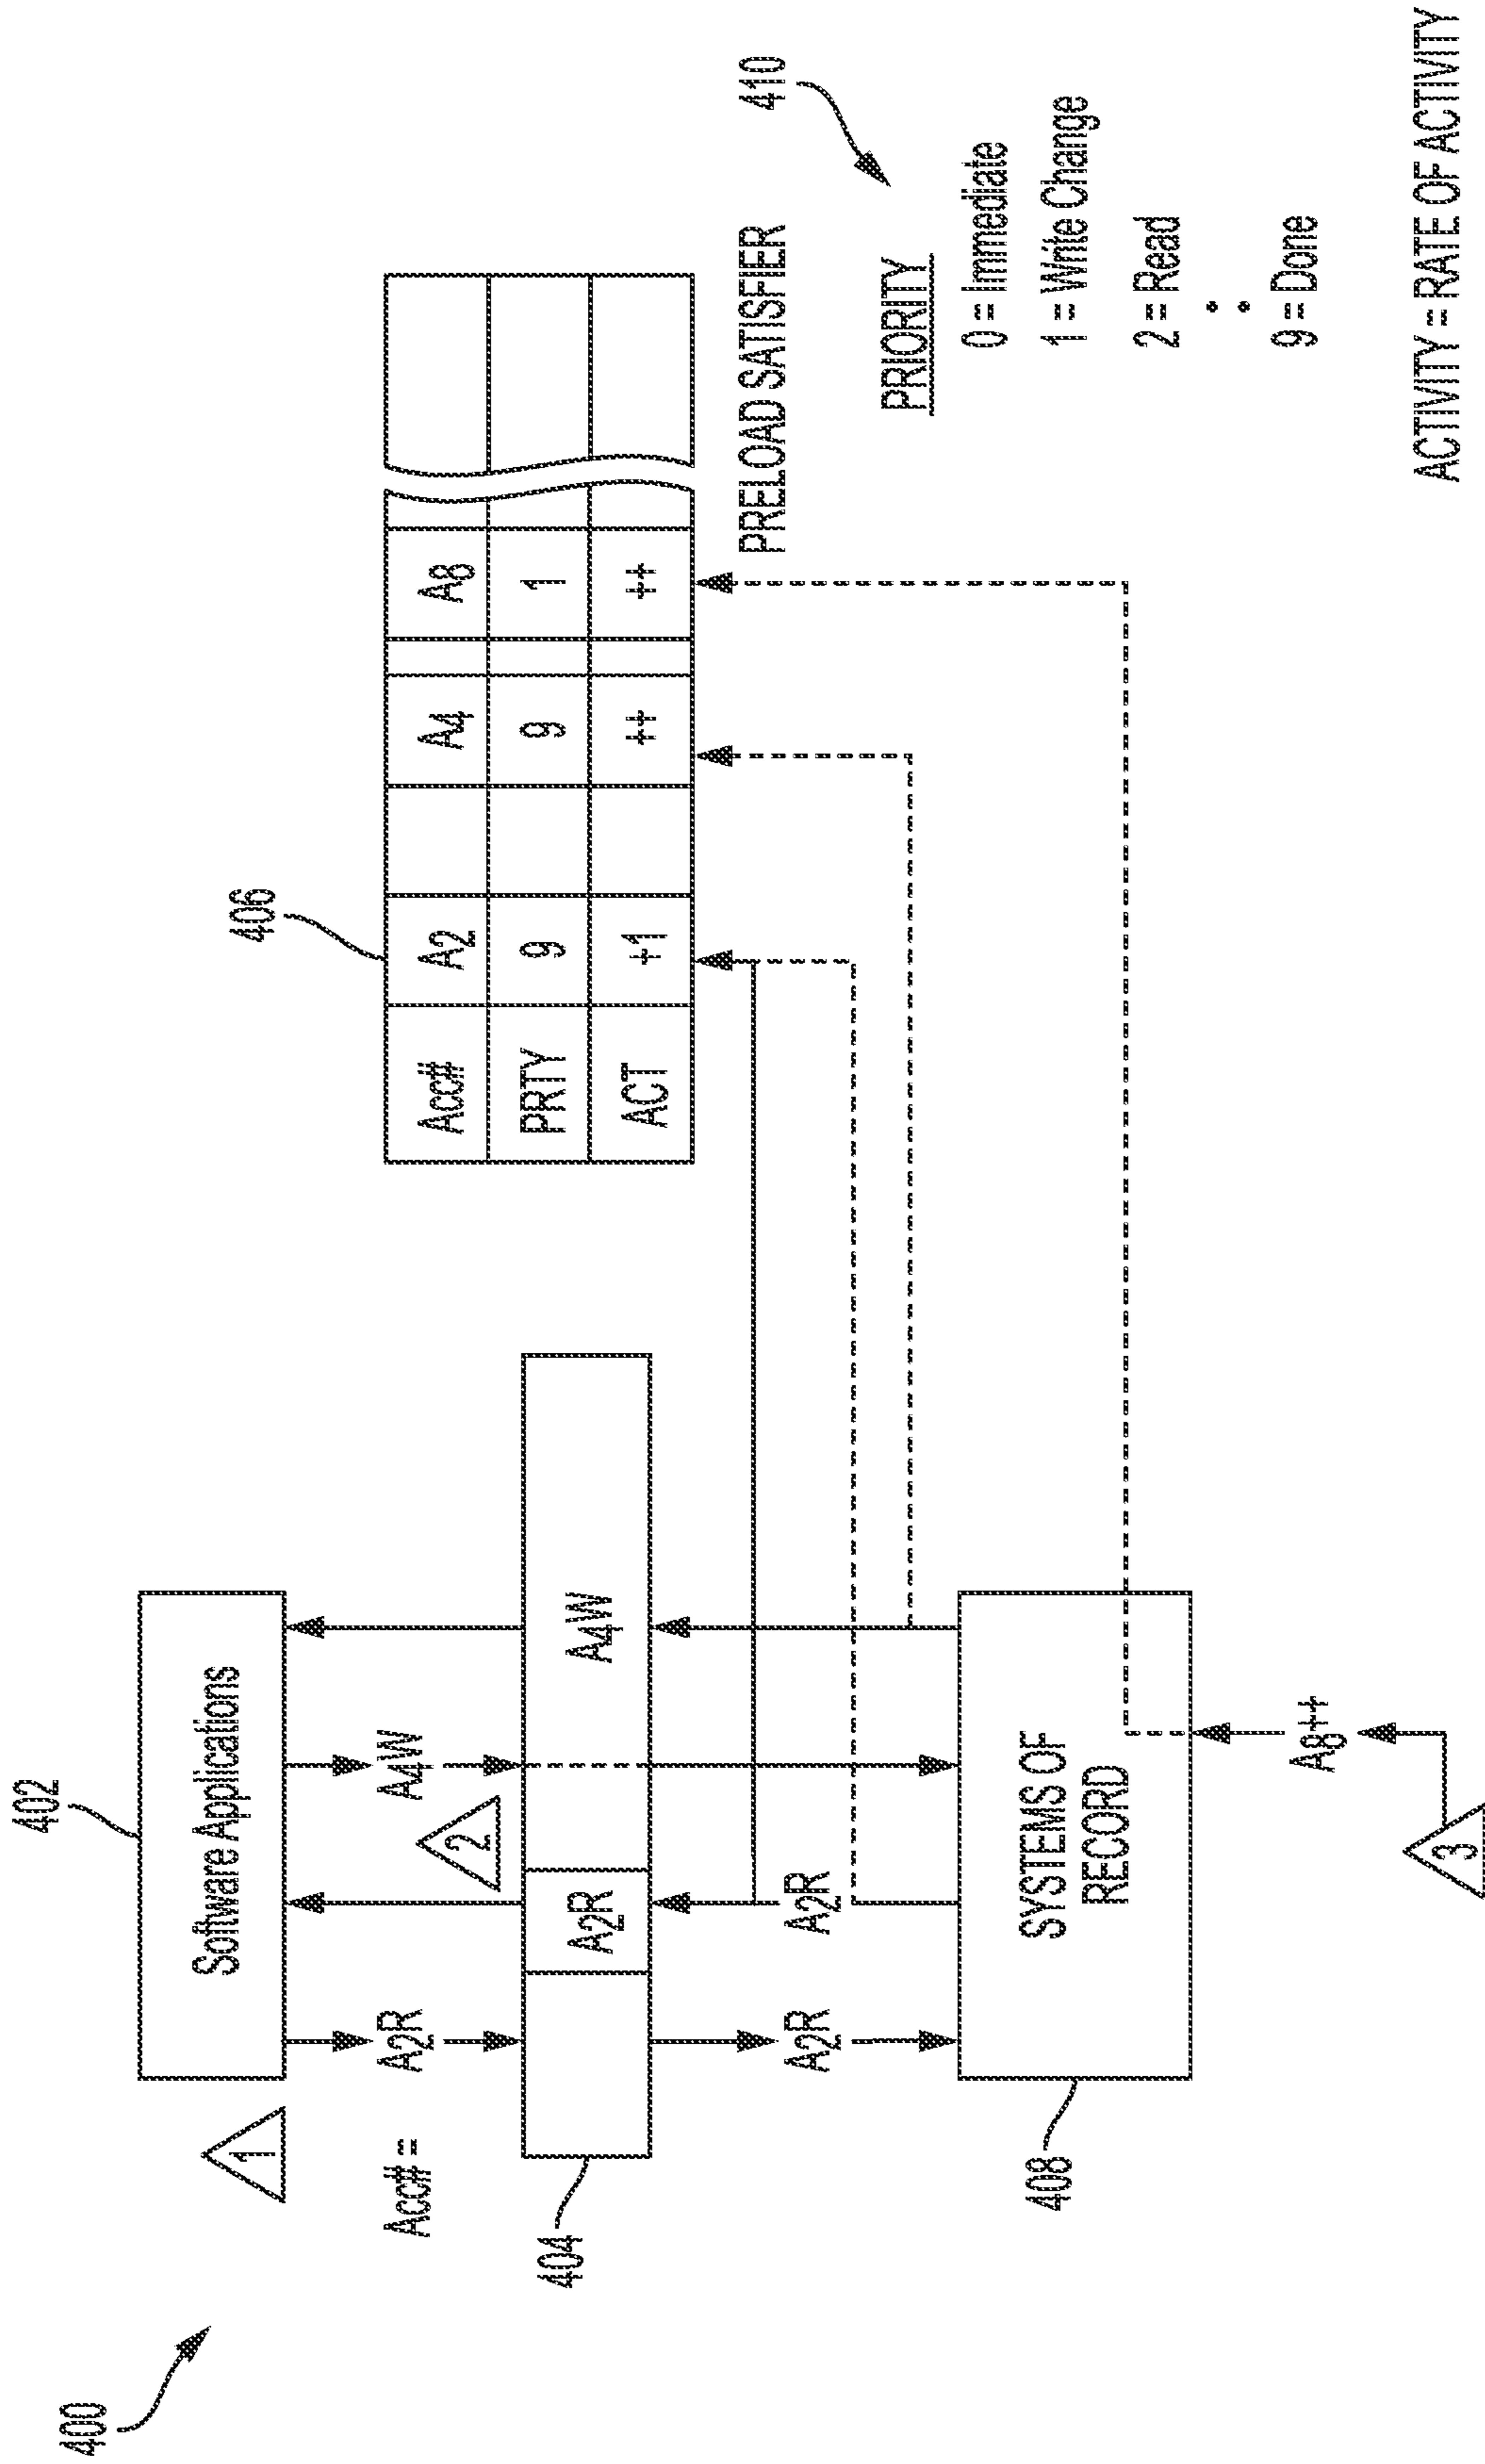 400
402
Software Applications
1
Acc# =
A2R
A4W
2
404
A2R
A4W
A2R
A2R
408
SYSTEMS OF
RECORD
A8++
3
406
Acc# A2 A4 A8
PRTY 9 9 1
ACT +1 ++ ++
PRELOAD SATISFIER
410
PRIORITY
0 = Immediate
1 = Write Change
2 = Read
9 = Done
ACTIVITY = RATE OF ACTIVITY